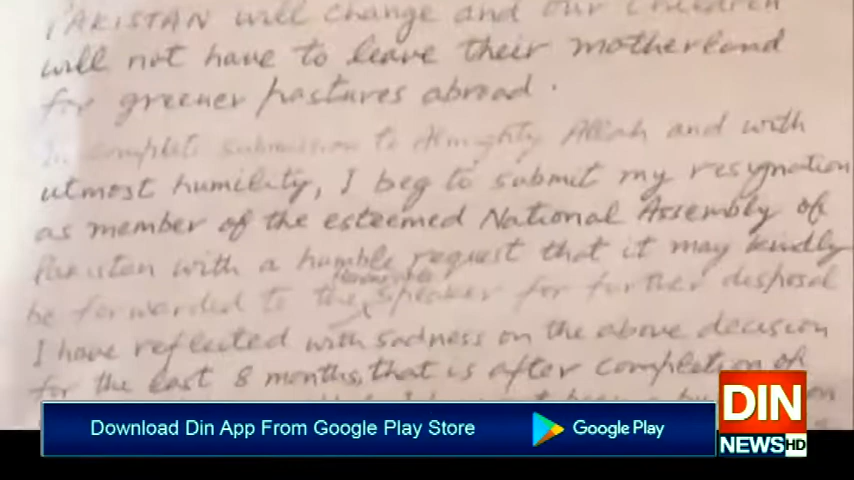 PAKISTAN will change and our children
will not have to leave their motherland
for greener pastures abroad.
In complete submission to Almighty Allah and with
utmost humility, I beg to submit my resignation
as member of the esteemed National Assembly of
Pakistan with a humble request that it may kindly
Honourable
be forwarded to the Speaker for further disposal
I have reflected with sadness on the above decision
for the last 8 months, that is after completion of
Download Din App From Google Play Store
Google Play
DIN
NEWS HD